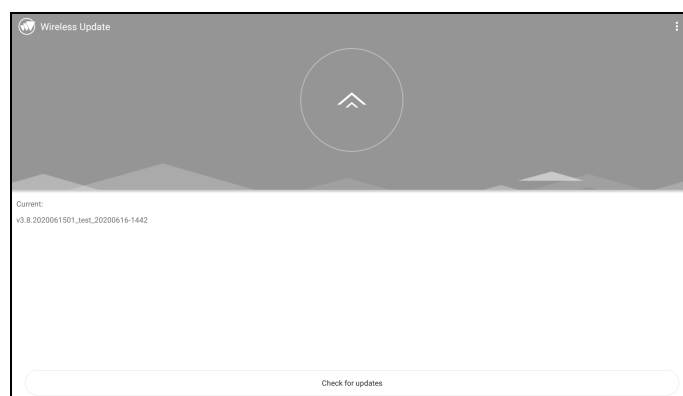 Wireless Update
Current:
v3.8.2020061501_test_20200616-1442
Check for updates